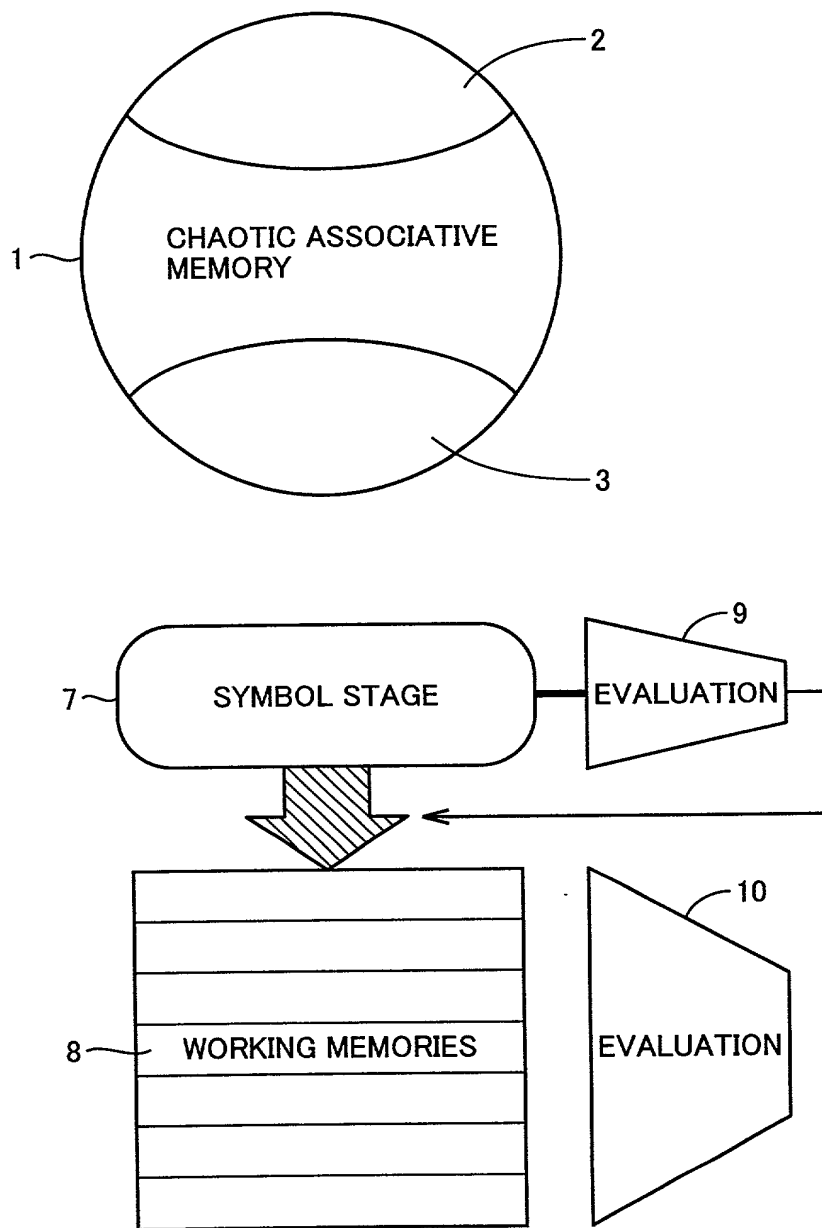 2
1
CHAOTIC ASSOCIATIVE
MEMORY
3
9
7
SYMBOL STAGE
EVALUATION
10
8
WORKING MEMORIES
EVALUATION